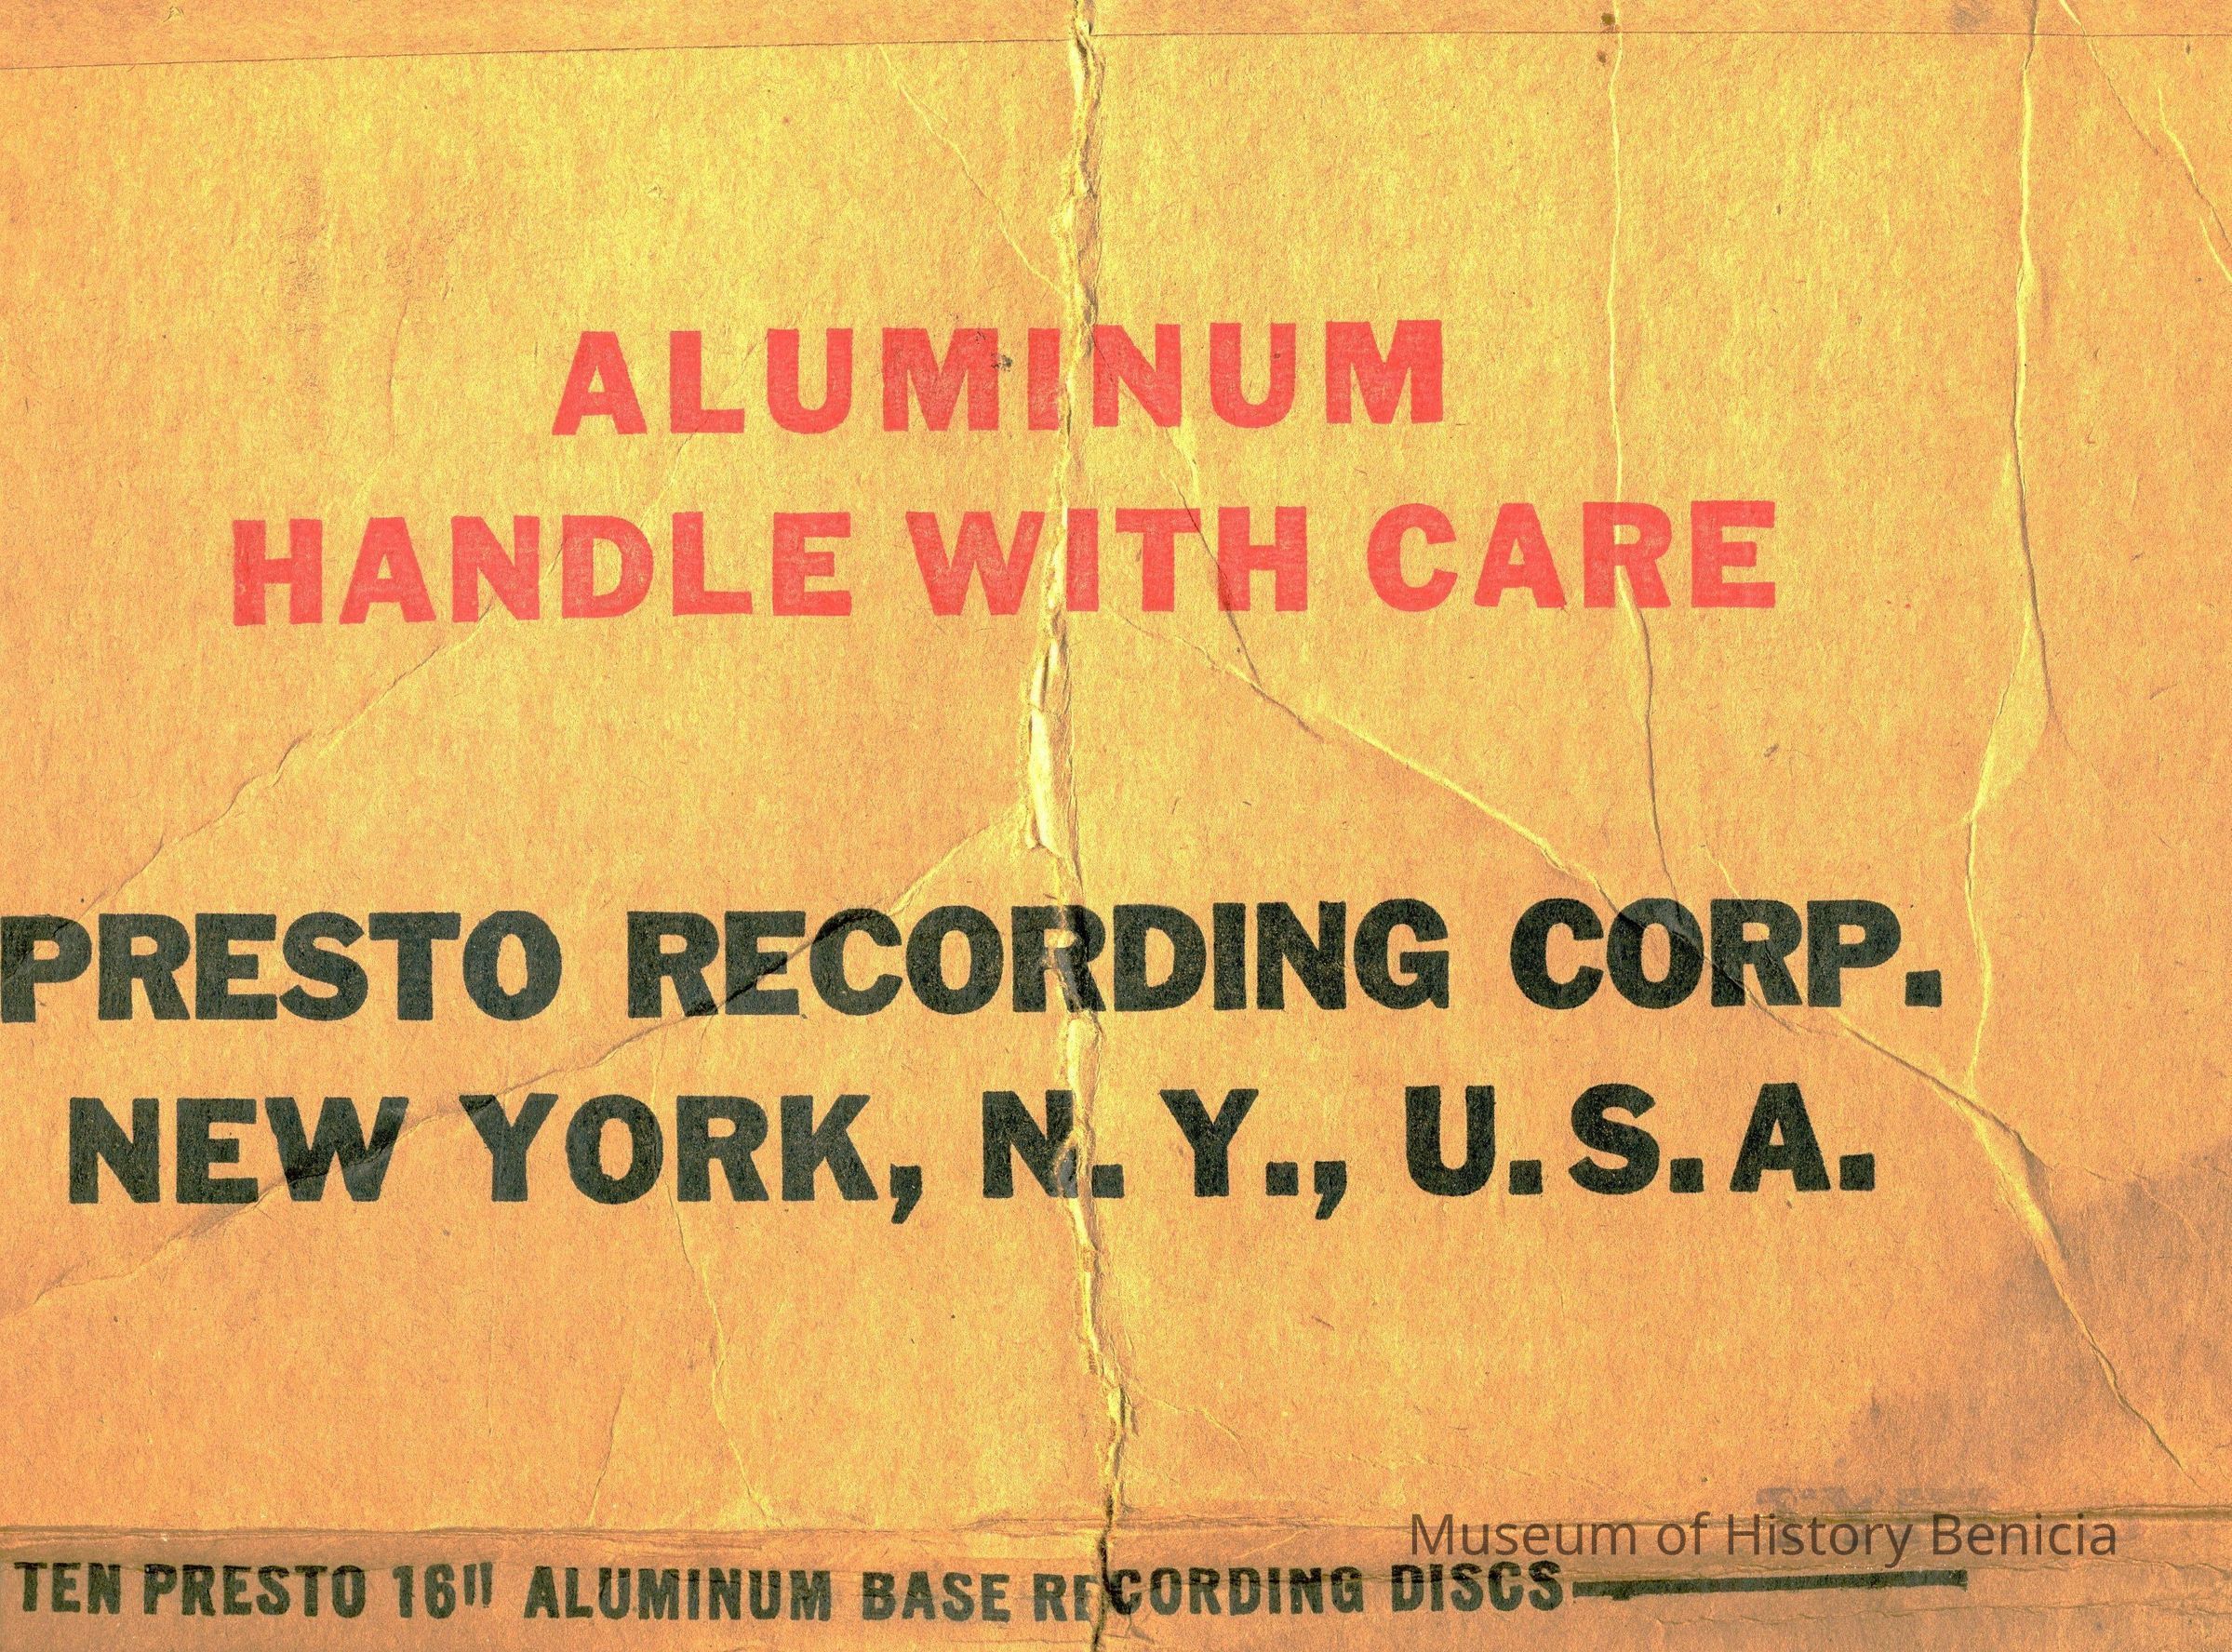 ALUMINUM
HANDLE WITH CARE
PRESTO RECORDING CORP.
NEW YORK, N. Y., U.S.A.
Museum of History Benicia
TEN PRESTO 16" ALUMINUM BASE RECORDING DISCS